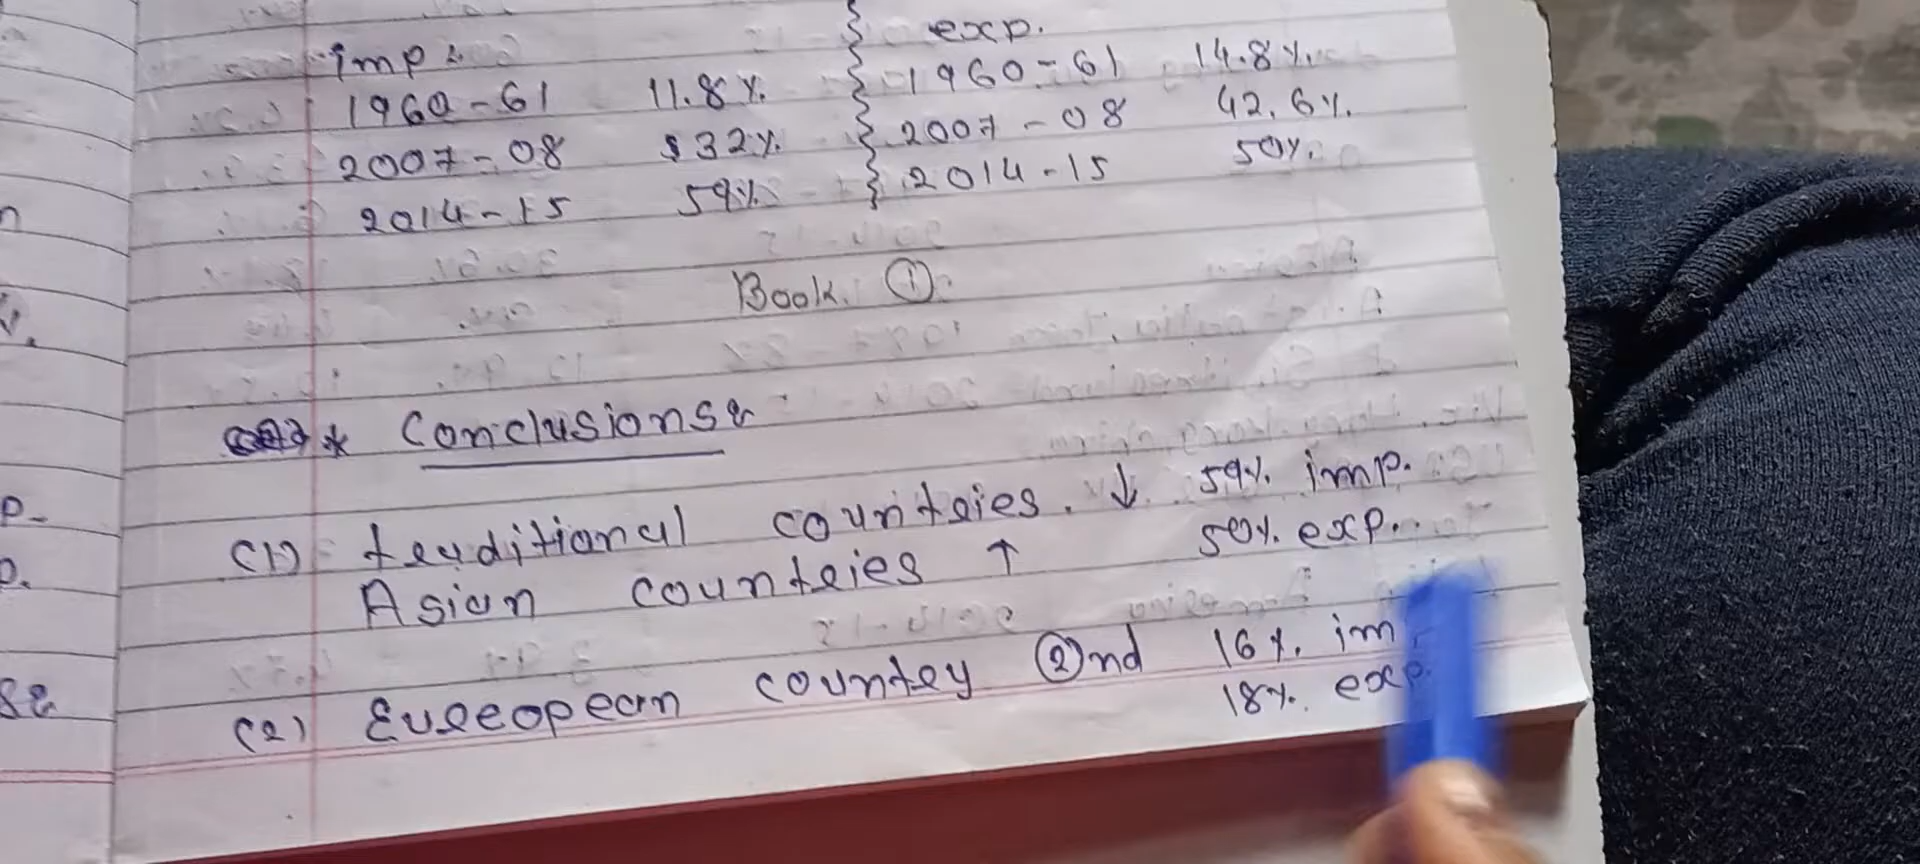 imp. exp.
1960-61 11.8% 1960-61 14.8%
2007-08 $32% 2007-08 42.6%
2014-15 59% 2014-15 50%
Book. ①
* Conclusions:
(1) traditional countries. ↓ 59% imp.
Asian countries ↑ 50% exp.
(2) Eureopean country ②nd 16% im
18% exp.